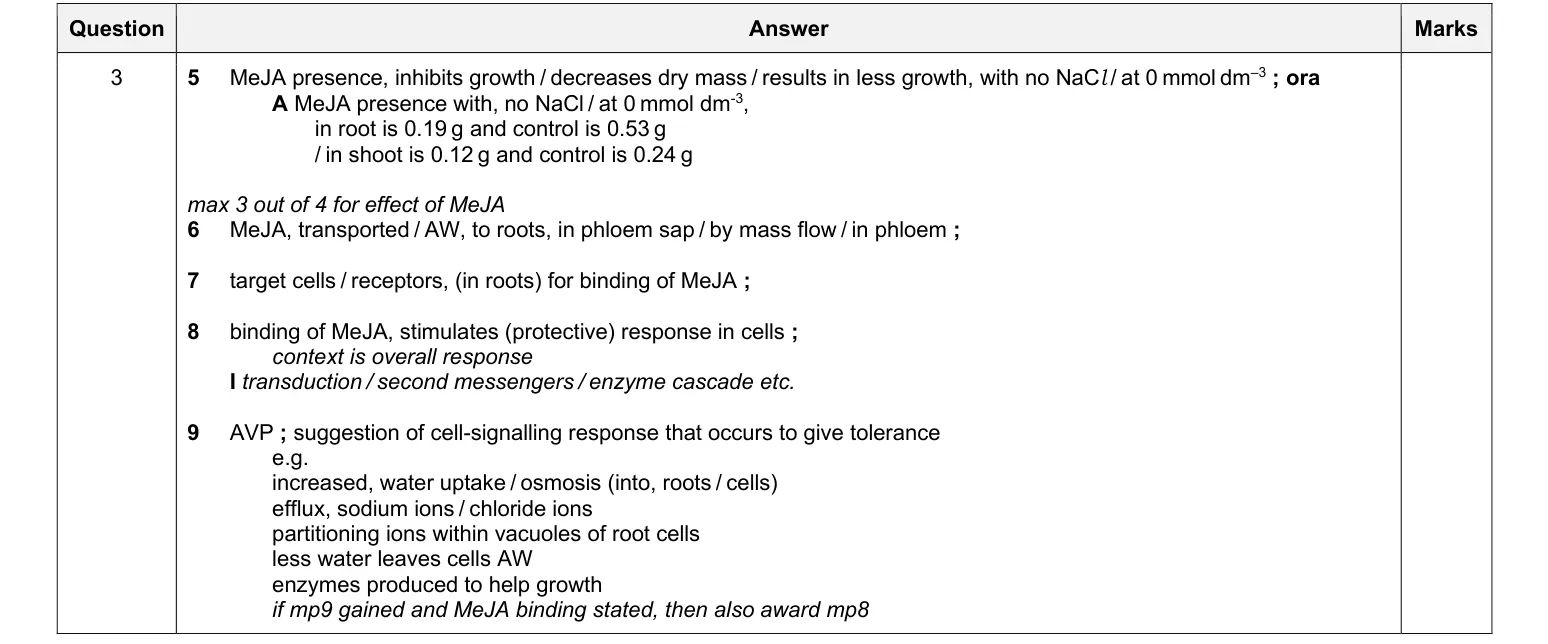 Question Answer Marks
3 5 MeJA presence, inhibits growth / decreases dry mass / results in less growth, with no NaCl / at 0 mmol dm⁻³ ; ora
A MeJA presence with, no NaCl / at 0 mmol dm⁻³,
in root is 0.19 g and control is 0.53 g
/ in shoot is 0.12 g and control is 0.24 g
max 3 out of 4 for effect of MeJA
6 MeJA, transported / AW, to roots, in phloem sap / by mass flow / in phloem ;
7 target cells / receptors, (in roots) for binding of MeJA ;
8 binding of MeJA, stimulates (protective) response in cells ;
context is overall response
I transduction / second messengers / enzyme cascade etc.
9 AVP ; suggestion of cell-signalling response that occurs to give tolerance
e.g.
increased, water uptake / osmosis (into, roots / cells)
efflux, sodium ions / chloride ions
partitioning ions within vacuoles of root cells
less water leaves cells AW
enzymes produced to help growth
if mp9 gained and MeJA binding stated, then also award mp8